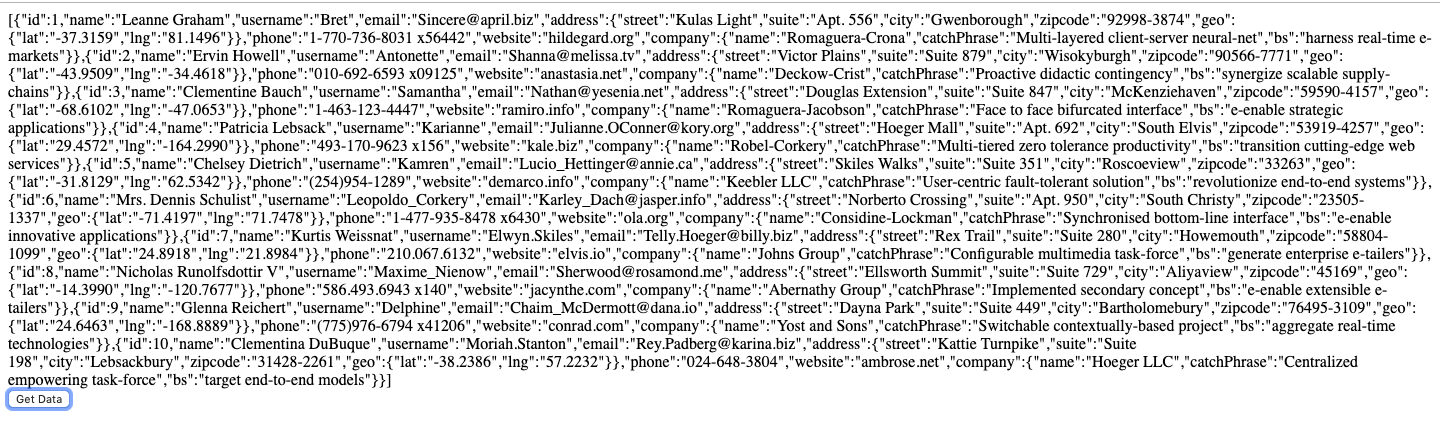 [{"id":1,"name":"Leanne Graham","username":"Bret","email":"Sincere@april.biz","address":{"street":"Kulas Light","suite":"Apt. 556","city":"Gwenborough","zipcode":"92998-3874","geo":
{"lat":"-37.3159","lng":"81.1496"}},"phone":"1-770-736-8031 x56442","website":"hildegard.org","company":{"name":"Romaguera-Crona","catchPhrase":"Multi-layered client-server neural-net","bs":"harness real-time e-
markets"}},{"id":2,"name":"Ervin Howell","username":"Antonette","email":"Shanna@melissa.tv","address":{"street":"Victor Plains","suite":"Suite 879","city":"Wisokyburgh","zipcode":"90566-7771","geo":
{"lat":"-43.9509","lng":"-34.4618"}},"phone":"010-692-6593 x09125","website":"anastasia.net","company":{"name":"Deckow-Crist","catchPhrase":"Proactive didactic contingency","bs":"synergize scalable supply-
chains"}},{"id":3,"name":"Clementine Bauch","username":"Samantha","email":"Nathan@yesenia.net","address":{"street":"Douglas Extension","suite":"Suite 847","city":"McKenziehaven","zipcode":"59590-4157","geo":
{"lat":"-68.6102","lng":"-47.0653"}},"phone":"1-463-123-4447","website":"ramiro.info","company":{"name":"Romaguera-Jacobson","catchPhrase":"Face to face bifurcated interface","bs":"e-enable strategic
applications"}},{"id":4,"name":"Patricia Lebsack","username":"Karianne","email":"Julianne.OConner@kory.org","address":{"street":"Hoeger Mall","suite":"Apt. 692","city":"South Elvis","zipcode":"53919-4257","geo":
{"lat":"29.4572","lng":"-164.2990"}},"phone":"493-170-9623 x156","website":"kale.biz","company":{"name":"Robel-Corkery","catchPhrase":"Multi-tiered zero tolerance productivity","bs":"transition cutting-edge web
services"}},{"id":5,"name":"Chelsey Dietrich","username":"Kamren","email":"Lucio_Hettinger@annie.ca","address":{"street":"Skiles Walks","suite":"Suite 351","city":"Roscoeview","zipcode":"33263","geo":
{"lat":"-31.8129","lng":"62.5342"}},"phone":"(254)954-1289","website":"demarco.info","company":{"name":"Keebler LLC","catchPhrase":"User-centric fault-tolerant solution","bs":"revolutionize end-to-end systems"}},
{"id":6,"name":"Mrs. Dennis Schulist","username":"Leopoldo_Corkery","email":"Karley_Dach@jasper.info","address":{"street":"Norberto Crossing","suite":"Apt. 950","city":"South Christy","zipcode":"23505-
1337","geo":{"lat":"-71.4197","lng":"71.7478"}},"phone":"1-477-935-8478 x6430","website":"ola.org","company":{"name":"Considine-Lockman","catchPhrase":"Synchronised bottom-line interface","bs":"e-enable
innovative applications"}},{"id":7,"name":"Kurtis Weissnat","username":"Elwyn.Skiles","email":"Telly.Hoeger@billy.biz","address":{"street":"Rex Trail","suite":"Suite 280","city":"Howemouth","zipcode":"58804-
1099","geo":{"lat":"24.8918","lng":"21.8984"}},"phone":"210.067.6132","website":"elvis.io","company":{"name":"Johns Group","catchPhrase":"Configurable multimedia task-force","bs":"generate enterprise e-tailers"}},
{"id":8,"name":"Nicholas Runolfsdottir V","username":"Maxime_Nienow","email":"Sherwood@rosamond.me","address":{"street":"Ellsworth Summit","suite":"Suite 729","city":"Aliyaview","zipcode":"45169","geo":
{"lat":"-14.3990","lng":"-120.7677"}},"phone":"586.493.6943 x140","website":"jacynthe.com","company":{"name":"Abernathy Group","catchPhrase":"Implemented secondary concept","bs":"e-enable extensible e-
tailers"}},{"id":9,"name":"Glenna Reichert","username":"Delphine","email":"Chaim_McDermott@dana.io","address":{"street":"Dayna Park","suite":"Suite 449","city":"Bartholomebury","zipcode":"76495-3109","geo":
{"lat":"24.6463","lng":"-168.8889"}},"phone":"(775)976-6794 x41206","website":"conrad.com","company":{"name":"Yost and Sons","catchPhrase":"Switchable contextually-based project","bs":"aggregate real-time
technologies"}},{"id":10,"name":"Clementina DuBuque","username":"Moriah.Stanton","email":"Rey.Padberg@karina.biz","address":{"street":"Kattie Turnpike","suite":"Suite
198","city":"Lebsackbury","zipcode":"31428-2261","geo":{"lat":"-38.2386","lng":"57.2232"}},"phone":"024-648-3804","website":"ambrose.net","company":{"name":"Hoeger LLC","catchPhrase":"Centralized
empowering task-force","bs":"target end-to-end models"}}]
Get Data